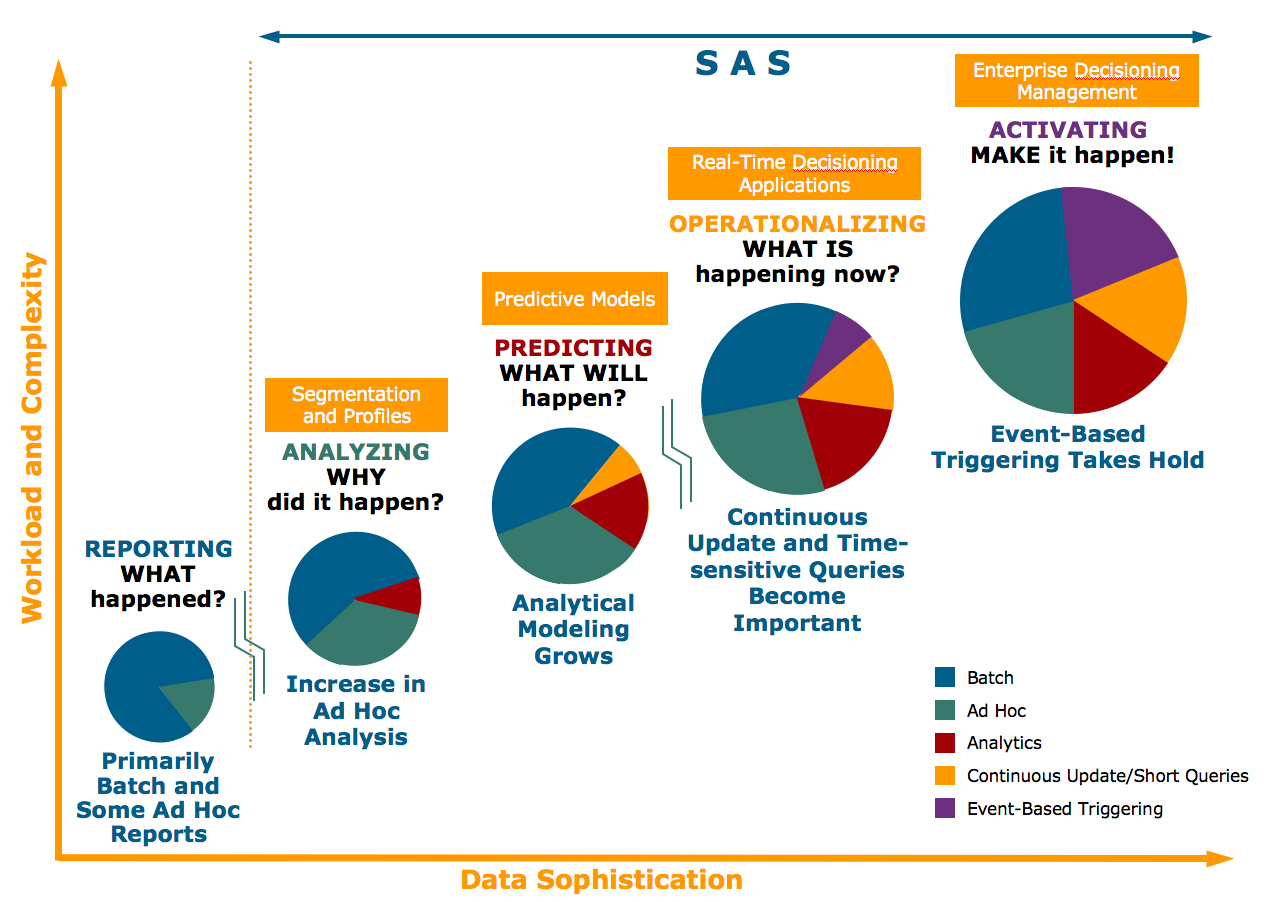 S A S
Enterprise Decisioning
Management
ACTIVATING
MAKE it happen!
Event-Based
Triggering Takes Hold
Real-Time Decisioning
Applications
OPERATIONALIZING
WHAT IS
happening now?
Continuous
Update and Time-
sensitive Queries
Become
Important
Predictive Models
PREDICTING
WHAT WILL
happen?
Analytical
Modeling
Grows
Segmentation
and Profiles
ANALYZING
WHY
did it happen?
Increase in
Ad Hoc
Analysis
REPORTING
WHAT
happened?
Primarily
Batch and
Some Ad Hoc
Reports
Workload and Complexity
Data Sophistication
Batch
Ad Hoc
Analytics
Continuous Update/Short Queries
Event-Based Triggering